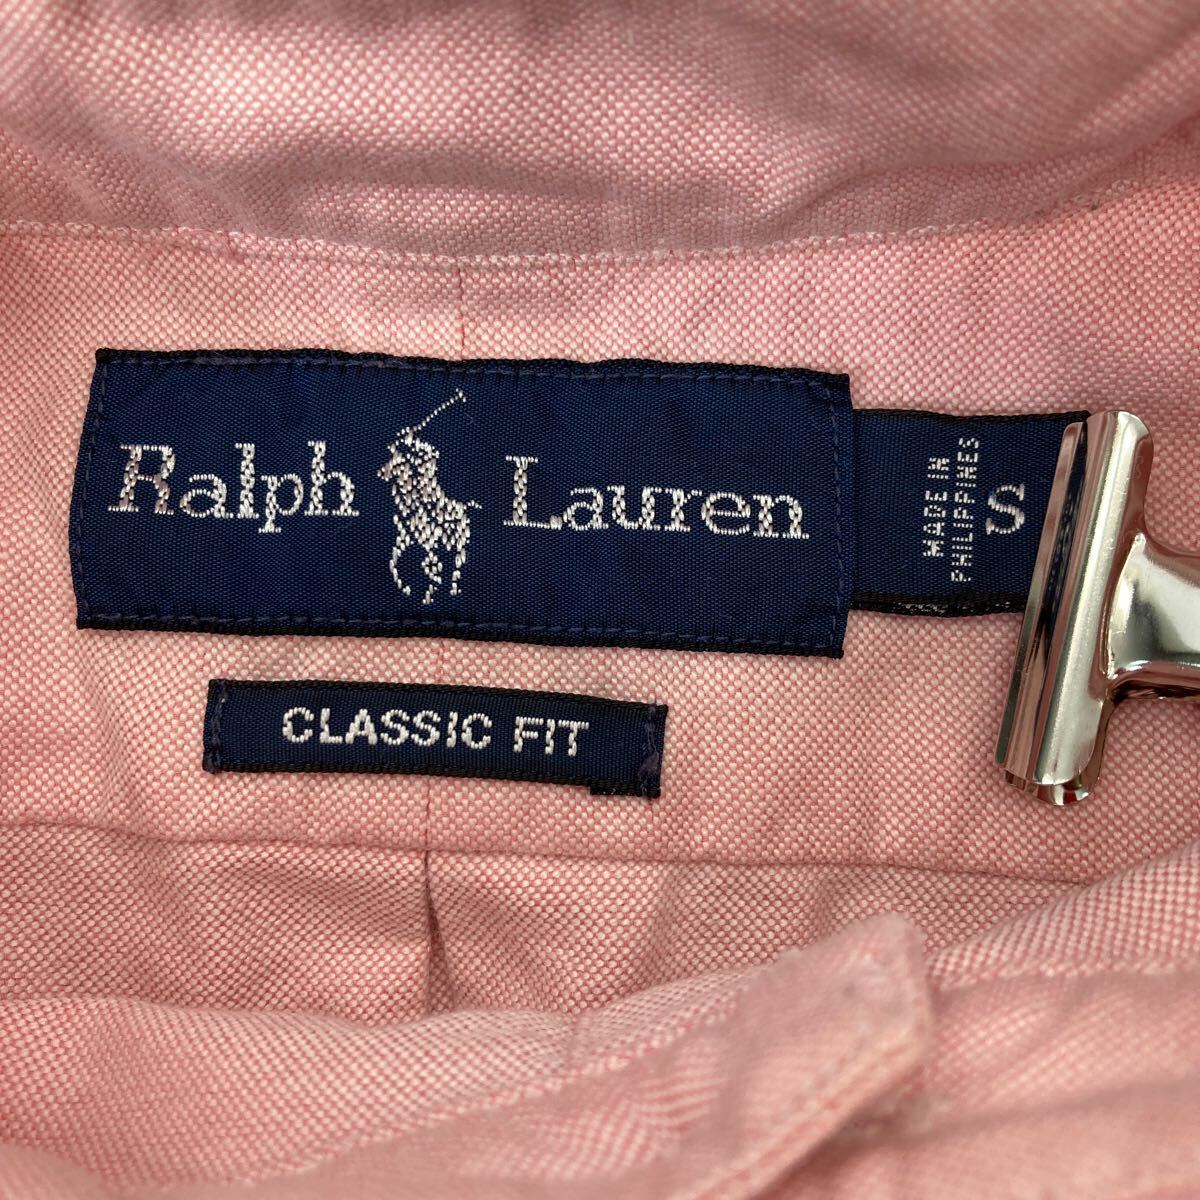 Ralph Lauren
MADE IN
PHILIPPINES
S
CLASSIC FIT